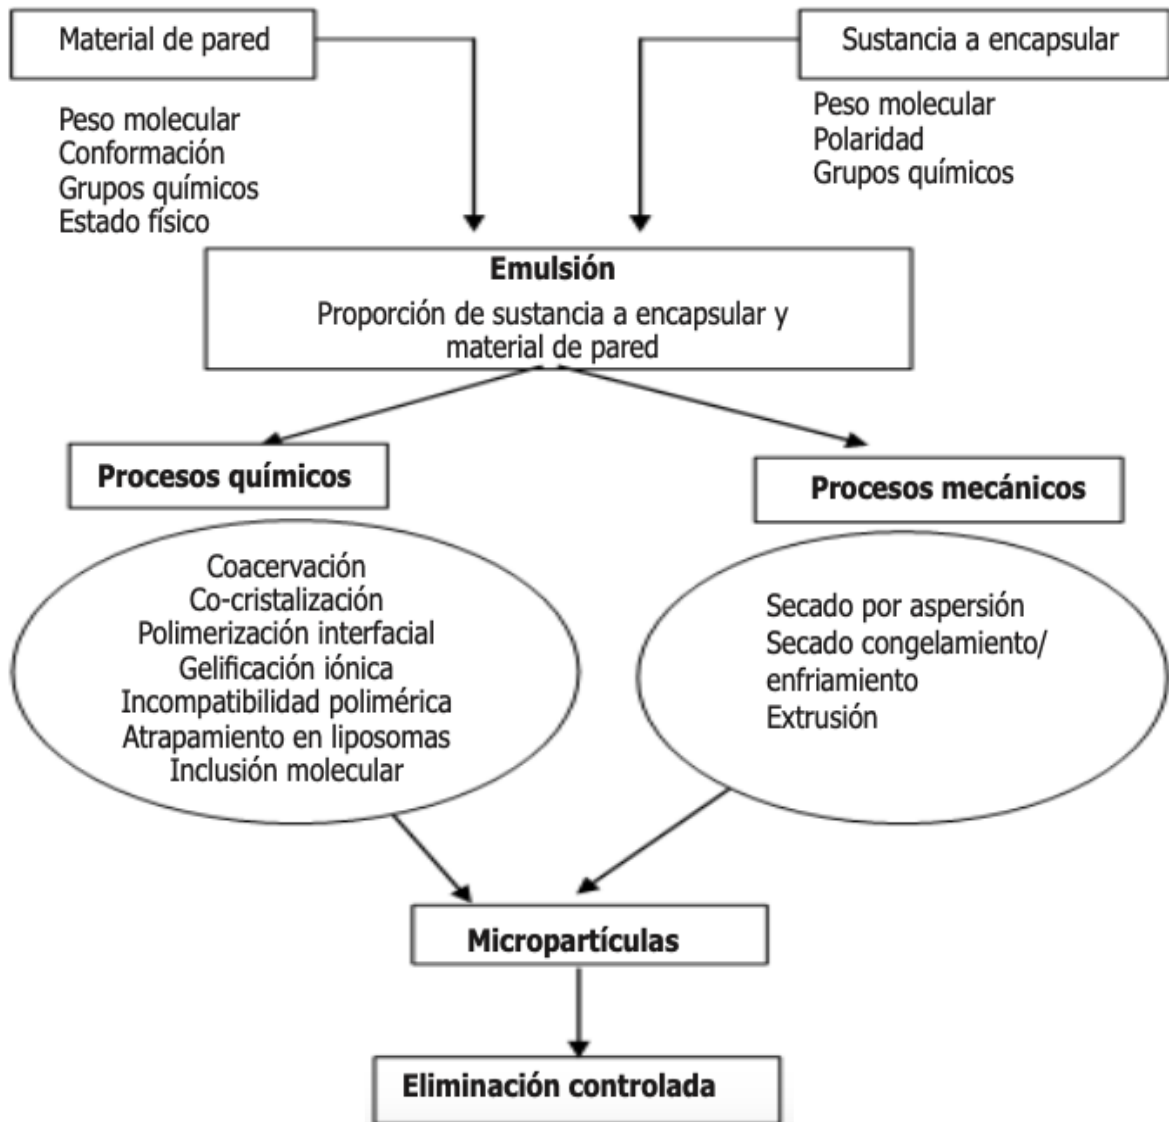 Material de pared
Sustancia a encapsular
Peso molecular
Conformación
Grupos químicos
Estado físico
Peso molecular
Polaridad
Grupos químicos
Emulsión
Proporción de sustancia a encapsular y
material de pared
Procesos químicos
Procesos mecánicos
Coacervación
Co-cristalización
Polimerización interfacial
Gelificación iónica
Incompatibilidad polimérica
Atrapamiento en liposomas
Inclusión molecular
Secado por aspersión
Secado congelamiento/
enfriamiento
Extrusión
Micropartículas
Eliminación controlada